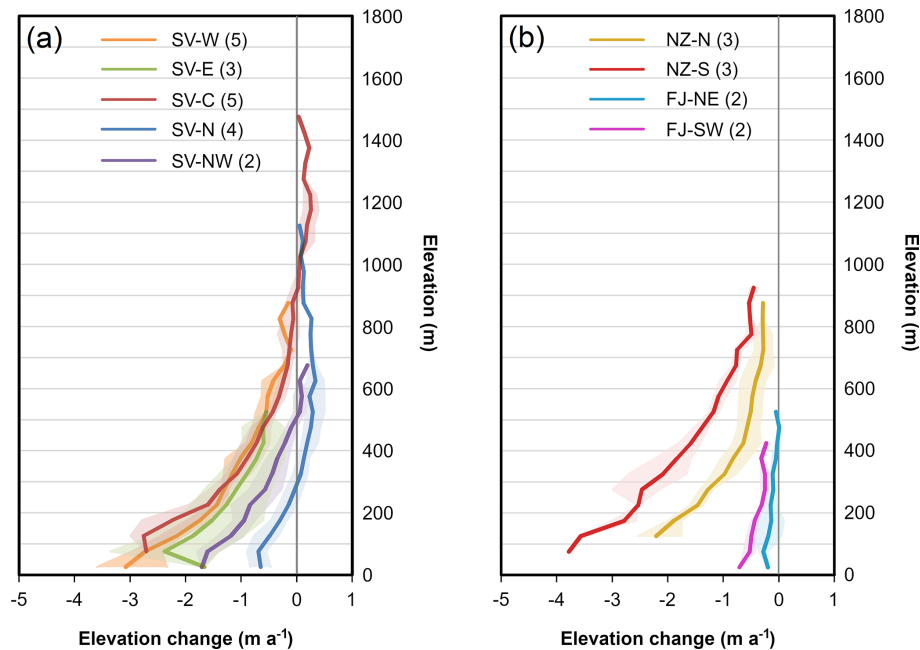 (a)
SV-W (5)
SV-E (3)
SV-C (5)
SV-N (4)
SV-NW (2)
1800
1600
1400
1200
1000
800
600
400
200
0
Elevation (m)
-5 -4 -3 -2 -1 0 1
Elevation change (m a-1)
(b)
NZ-N (3)
NZ-S (3)
FJ-NE (2)
FJ-SW (2)
1800
1600
1400
1200
1000
800
600
400
200
0
Elevation (m)
-5 -4 -3 -2 -1 0 1
Elevation change (m a-1)